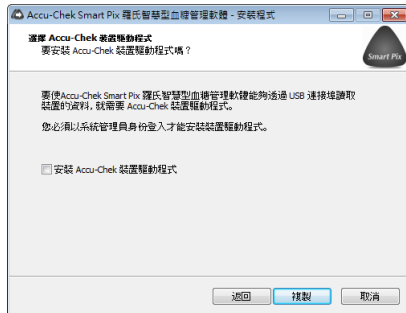 Accu-Chek Smart Pix 羅氏智慧型血糖管理軟體 - 安裝程式
選擇 Accu-Chek 裝置驅動程式
要安裝 Accu-Chek 裝置驅動程式嗎？
Smart Pix
要使Accu-Chek Smart Pix 羅氏智慧型血糖管理軟體能夠透過 USB 連接埠讀取
裝置的資料，就需要 Accu-Chek 裝置驅動程式。
您必須以系統管理員身份登入才能安裝裝置驅動程式。
安裝 Accu-Chek 裝置驅動程式
返回
複製
取消